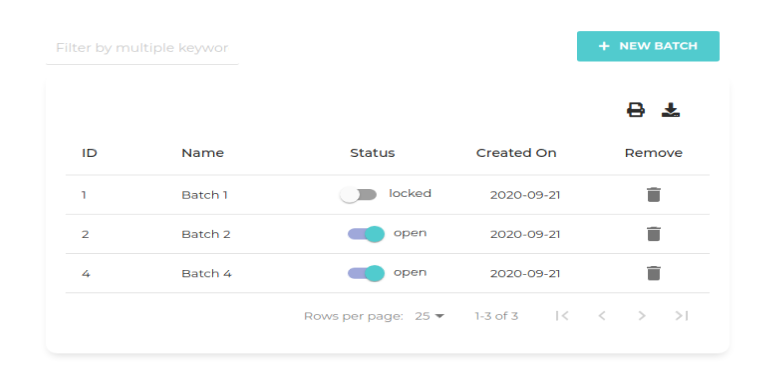 Filter by multiple keywor
+ NEW BATCH
ID Name Status Created On Remove
1 Batch 1 locked 2020-09-21
2 Batch 2 open 2020-09-21
4 Batch 4 open 2020-09-21
Rows per page: 25 1-3 of 3